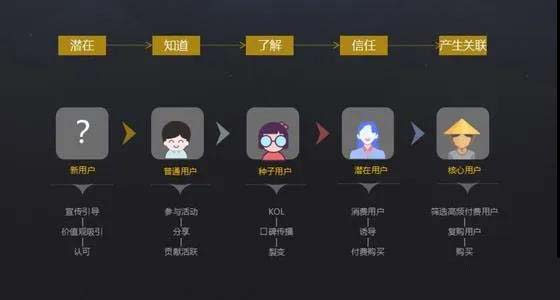 潜在 知道 了解 信任 产生关联
?
新用户 普通用户 种子用户 潜在用户 核心用户
宣传引导 参与活动 KOL 消费用户 筛选高频付费用户
价值观吸引 分享 口碑传播 诱导 复购用户
认可 贡献活跃 裂变 付费购买 购买